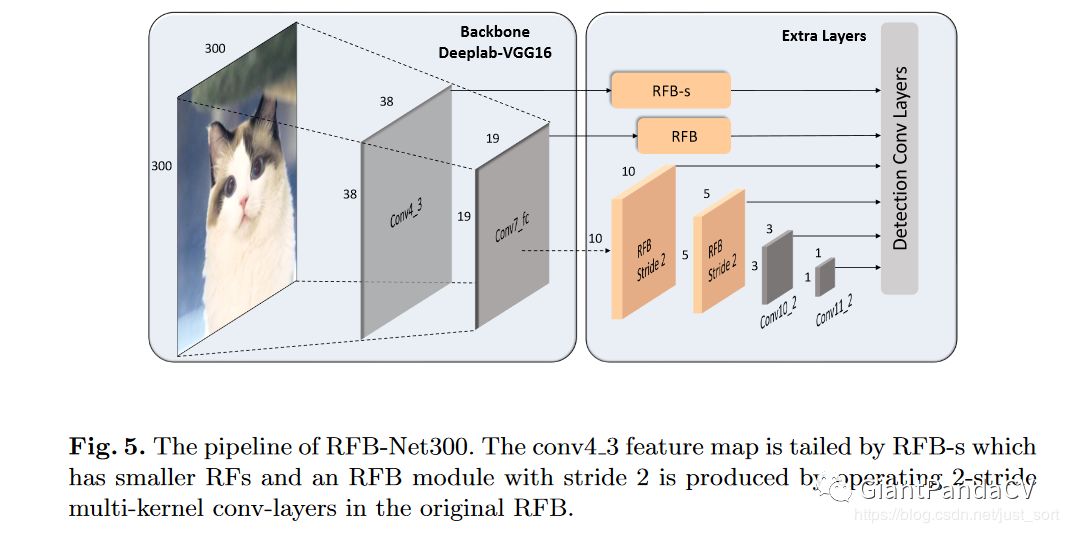 Backbone
Deeplab-VGG16
Extra Layers
300
300
38
38
Conv4_3
19
19
Conv7_fc
RFB-s
RFB
10
10
RFB
Stride 2
5
5
RFB
Stride 2
3
3
Conv10_2
1
1
Conv11_2
Detection Conv Layers
Fig. 5. The pipeline of RFB-Net300. The conv4_3 feature map is tailed by RFB-s which
has smaller RFs and an RFB module with stride 2 is produced by operating 2-stride
multi-kernel conv-layers in the original RFB.
GiantPandaCV
https://blog.csdn.net/just_sort